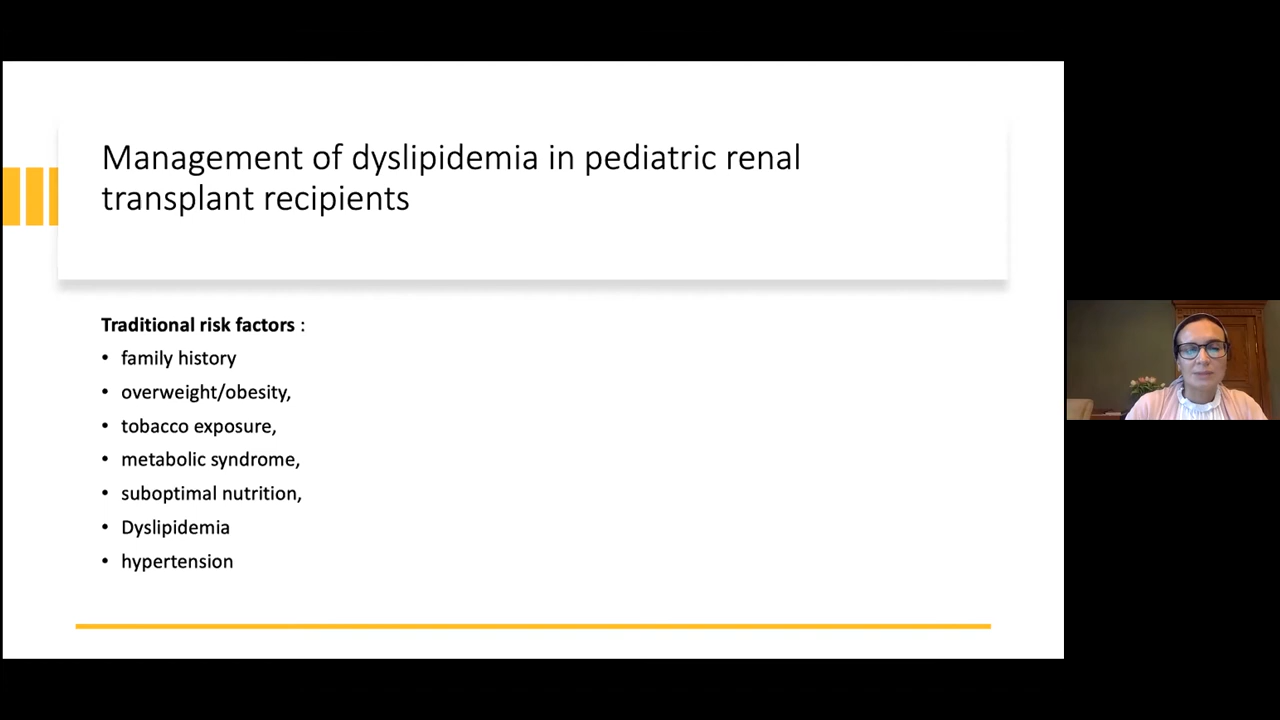 Management of dyslipidemia in pediatric renal
transplant recipients
Traditional risk factors :
• family history
• overweight/obesity,
• tobacco exposure,
• metabolic syndrome,
• suboptimal nutrition,
• Dyslipidemia
• hypertension